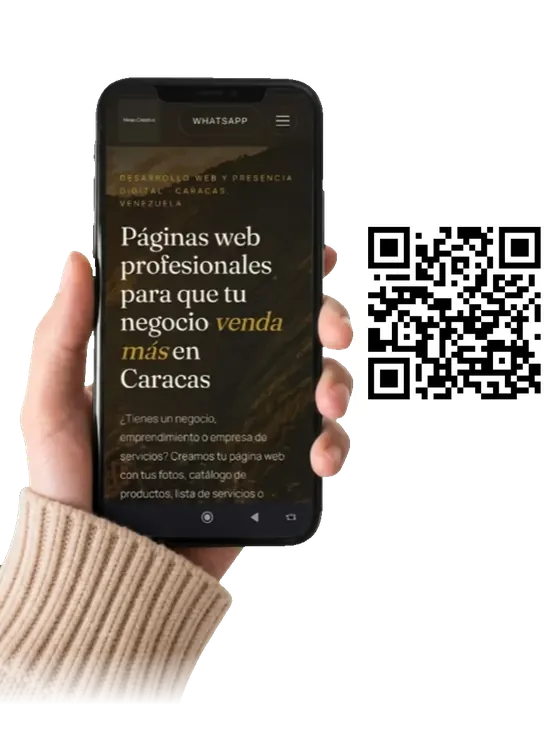 WHATSAPP
DESARROLLO WEB Y PRESENCIA
DIGITAL · CARACAS,
VENEZUELA
Páginas web
profesionales
para que tu
negocio venda
más en
Caracas
¿Tienes un negocio,
emprendimiento o empresa de
servicios? Creamos tu página web
con tus fotos, catálogo de
productos, lista de servicios o